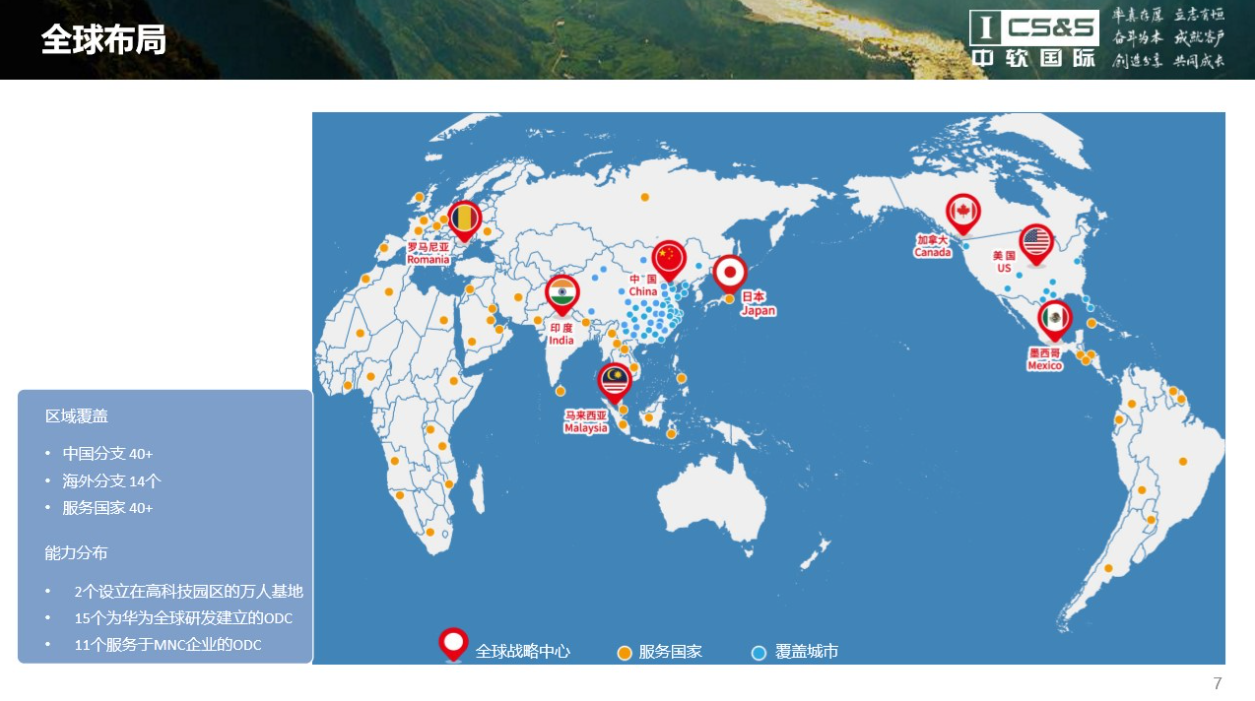 全球布局
I CS&S
中软国际
率真在厚 立志有恒
奋斗为本 成就客户
创造分享 共同成长
罗马尼亚
Romania
中国
China
日本
Japan
印度
India
马来西亚
Malaysia
加拿大
Canada
美国
US
墨西哥
Mexico
区域覆盖
• 中国分支 40+
• 海外分支 14个
• 服务国家 40+
能力分布
• 2个设立在高科技园区的万人基地
• 15个为华为全球研发建立的ODC
• 11个服务于MNC企业的ODC
全球战略中心
服务国家
覆盖城市
7